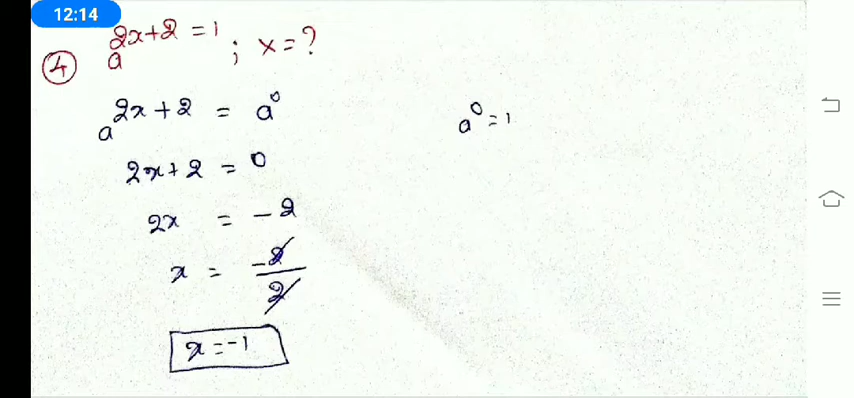 12:14
④ a^{2x+2} = 1 ; x = ?
a^{2x+2} = a^0
a^0 = 1
2x+2 = 0
2x = -2
x = -2/2
x = -1